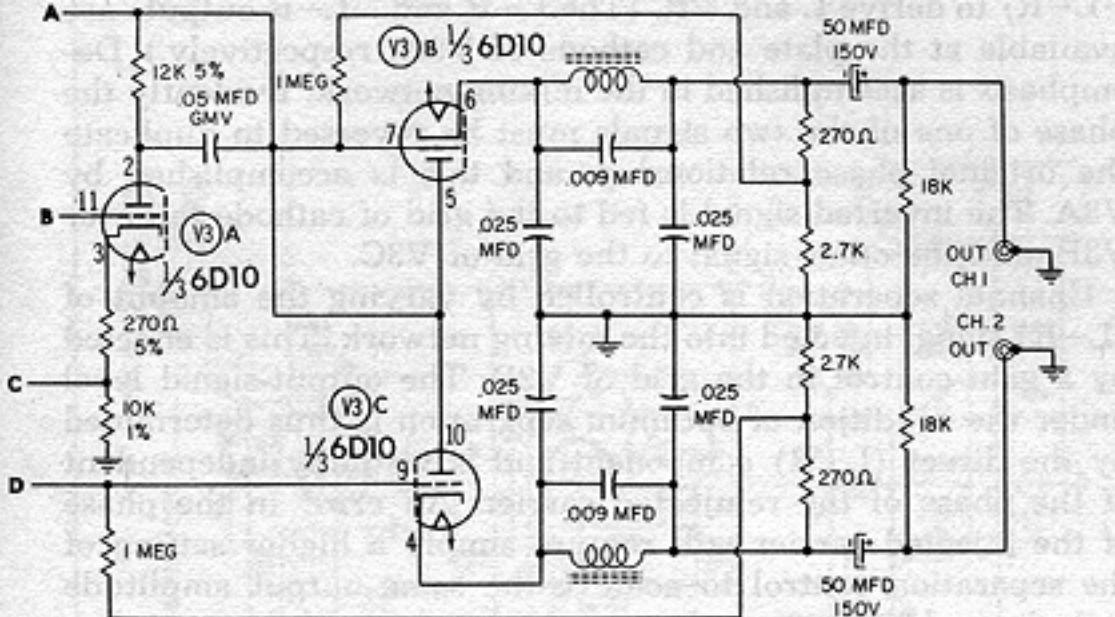 A
12K 5%
.05 MFD
GMV
1 MEG
V3 B 1/3 6D10
50 MFD
150V
6
7
5
270Ω
.009 MFD
18K
2
B 11
3
V3 A
1/3 6D10
.025
MFD
.025
MFD
2.7K
OUT
CH 1
270Ω
5%
CH. 2
OUT
C
10K
1%
V3 C
1/3 6D10
.025
MFD
.025
MFD
2.7K
18K
10
D
9
4
.009 MFD
270Ω
1 MEG
50 MFD
150V